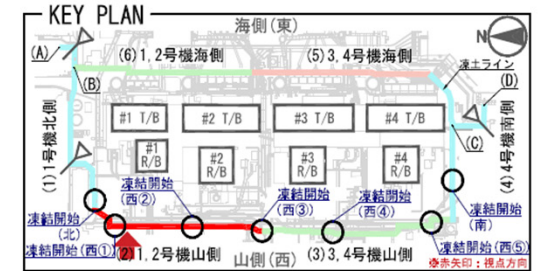 KEY PLAN
海側(東)
N
(A)
(6)1,2号機海側
(5)3,4号機海側
凍土ライン
(B)
(D)
#1 T/B
#2 T/B
#3 T/B
#4 T/B
(1)1号機北側
#1
R/B
#2
R/B
#3
R/B
#4
R/B
(C)
(4)4号機南側
凍結開始
(西②)
凍結開始
(西③)
凍結開始
(西④)
凍結開始
(南)
凍結開始
(北)
凍結開始(西①)
凍結開始(西⑤)
(2)1,2号機山側
山側(西)
(3)3,4号機山側
※赤矢印：視点方向